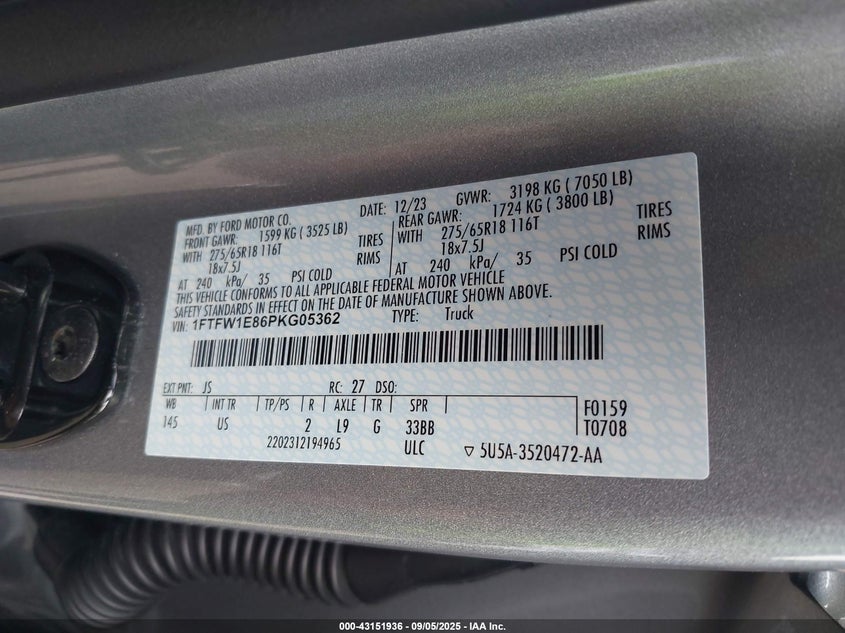 MFD. BY FORD MOTOR CO.
DATE: 12/23 GVWR: 3198 KG ( 7050 LB)
FRONT GAWR: 1599 KG ( 3525 LB)
REAR GAWR: 1724 KG ( 3800 LB)
WITH 275/65R18 116T TIRES
WITH 275/65R18 116T TIRES
18x7.5J RIMS
18x7.5J RIMS
AT 240 kPa/ 35 PSI COLD
AT 240 kPa/ 35 PSI COLD
THIS VEHICLE CONFORMS TO ALL APPLICABLE FEDERAL MOTOR VEHICLE
SAFETY STANDARDS IN EFFECT ON THE DATE OF MANUFACTURE SHOWN ABOVE.
VIN: 1FTFW1E86PKG05362 TYPE: Truck
EXT PNT: JS RC: 27 DSO:
WB INT TR TP/PS R AXLE TR SPR
145 US 2 L9 G 33BB
2202312194965 ULC
F0159
T0708
5U5A-3520472-AA
000-43151936 - 09/05/2025 - IAA Inc.